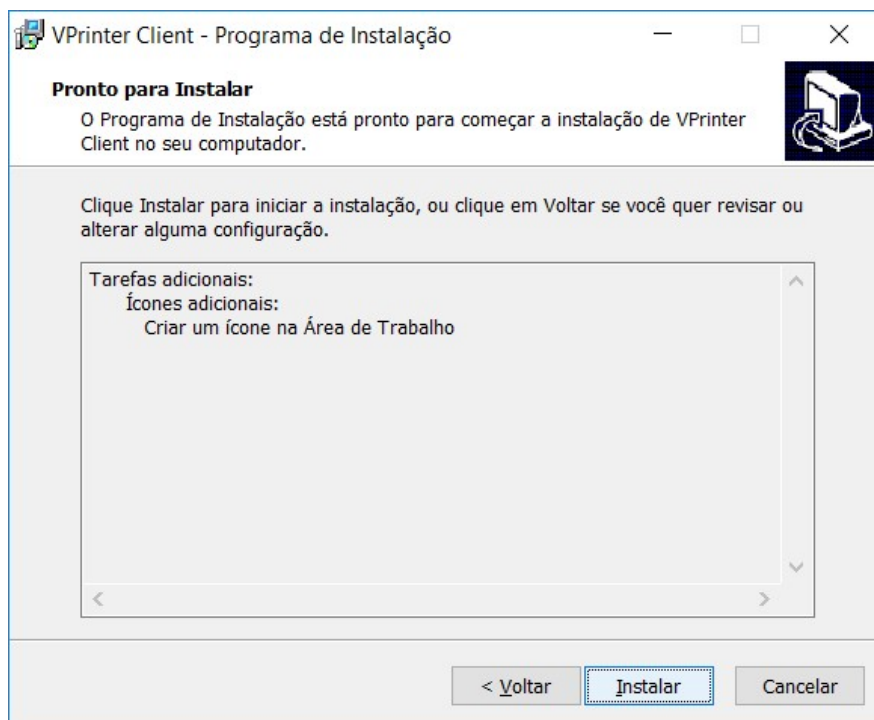 VPrinter Client - Programa de Instalação
Pronto para Instalar
O Programa de Instalação está pronto para começar a instalação de VPrinter
Client no seu computador.
Clique Instalar para iniciar a instalação, ou clique em Voltar se você quer revisar ou
alterar alguma configuração.
Tarefas adicionais:
Ícones adicionais:
Criar um ícone na Área de Trabalho
< Voltar
Instalar
Cancelar